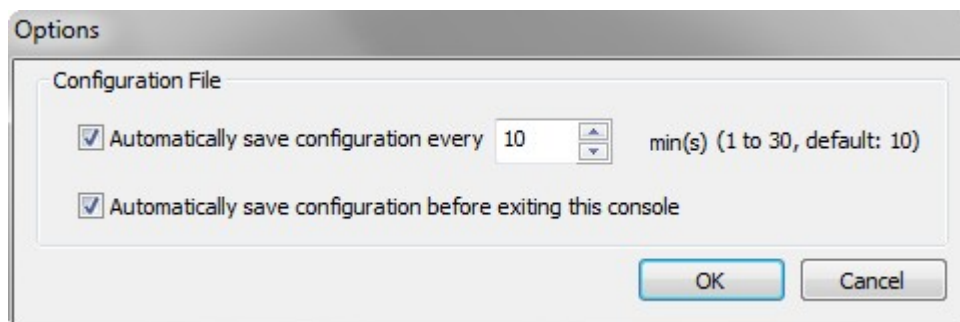 Options
Configuration File
Automatically save configuration every 10 min(s) (1 to 30, default: 10)
Automatically save configuration before exiting this console
OK Cancel